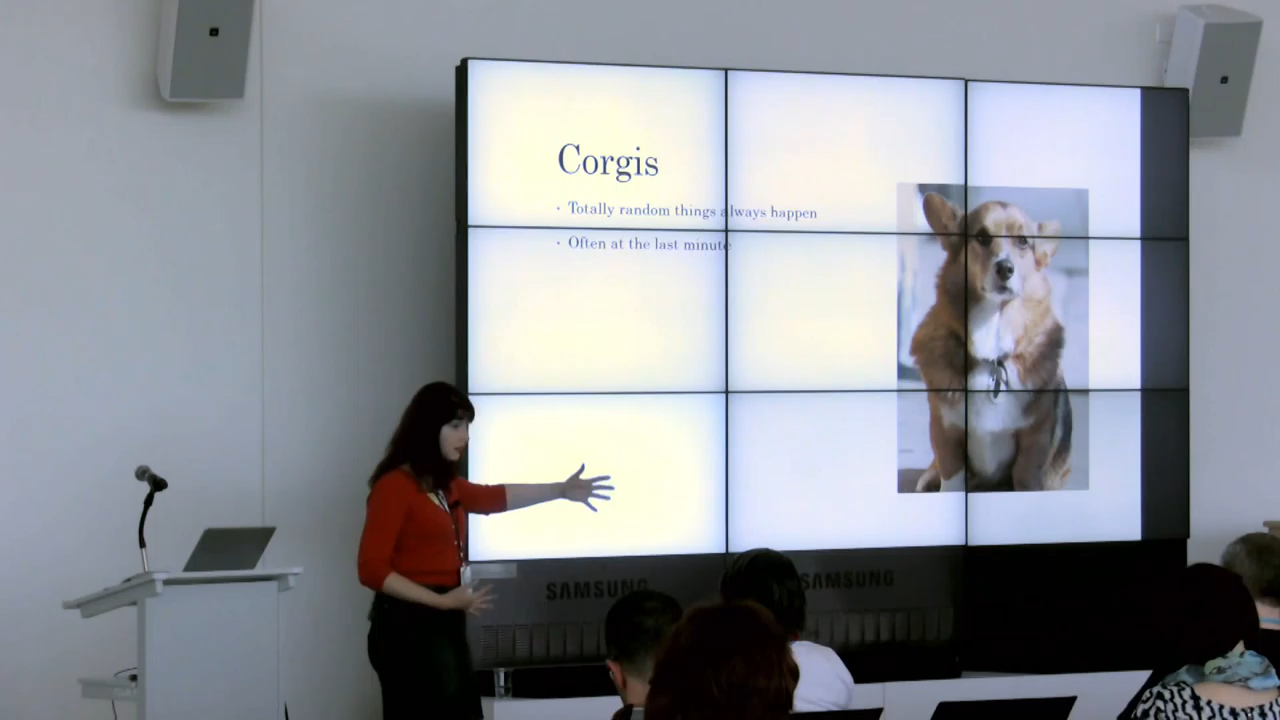 Corgis
· Totally random things always happen
· Often at the last minute
SAMSUNG
SAMSUNG